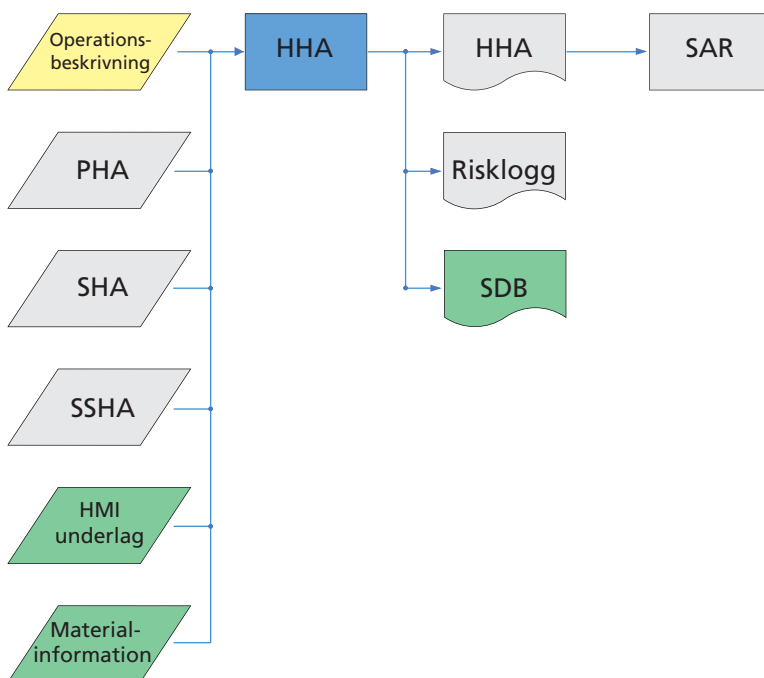 Operations-
beskrivning
HHA
HHA
SAR
PHA
Risklogg
SHA
SDB
SSHA
HMI
underlag
Material-
information